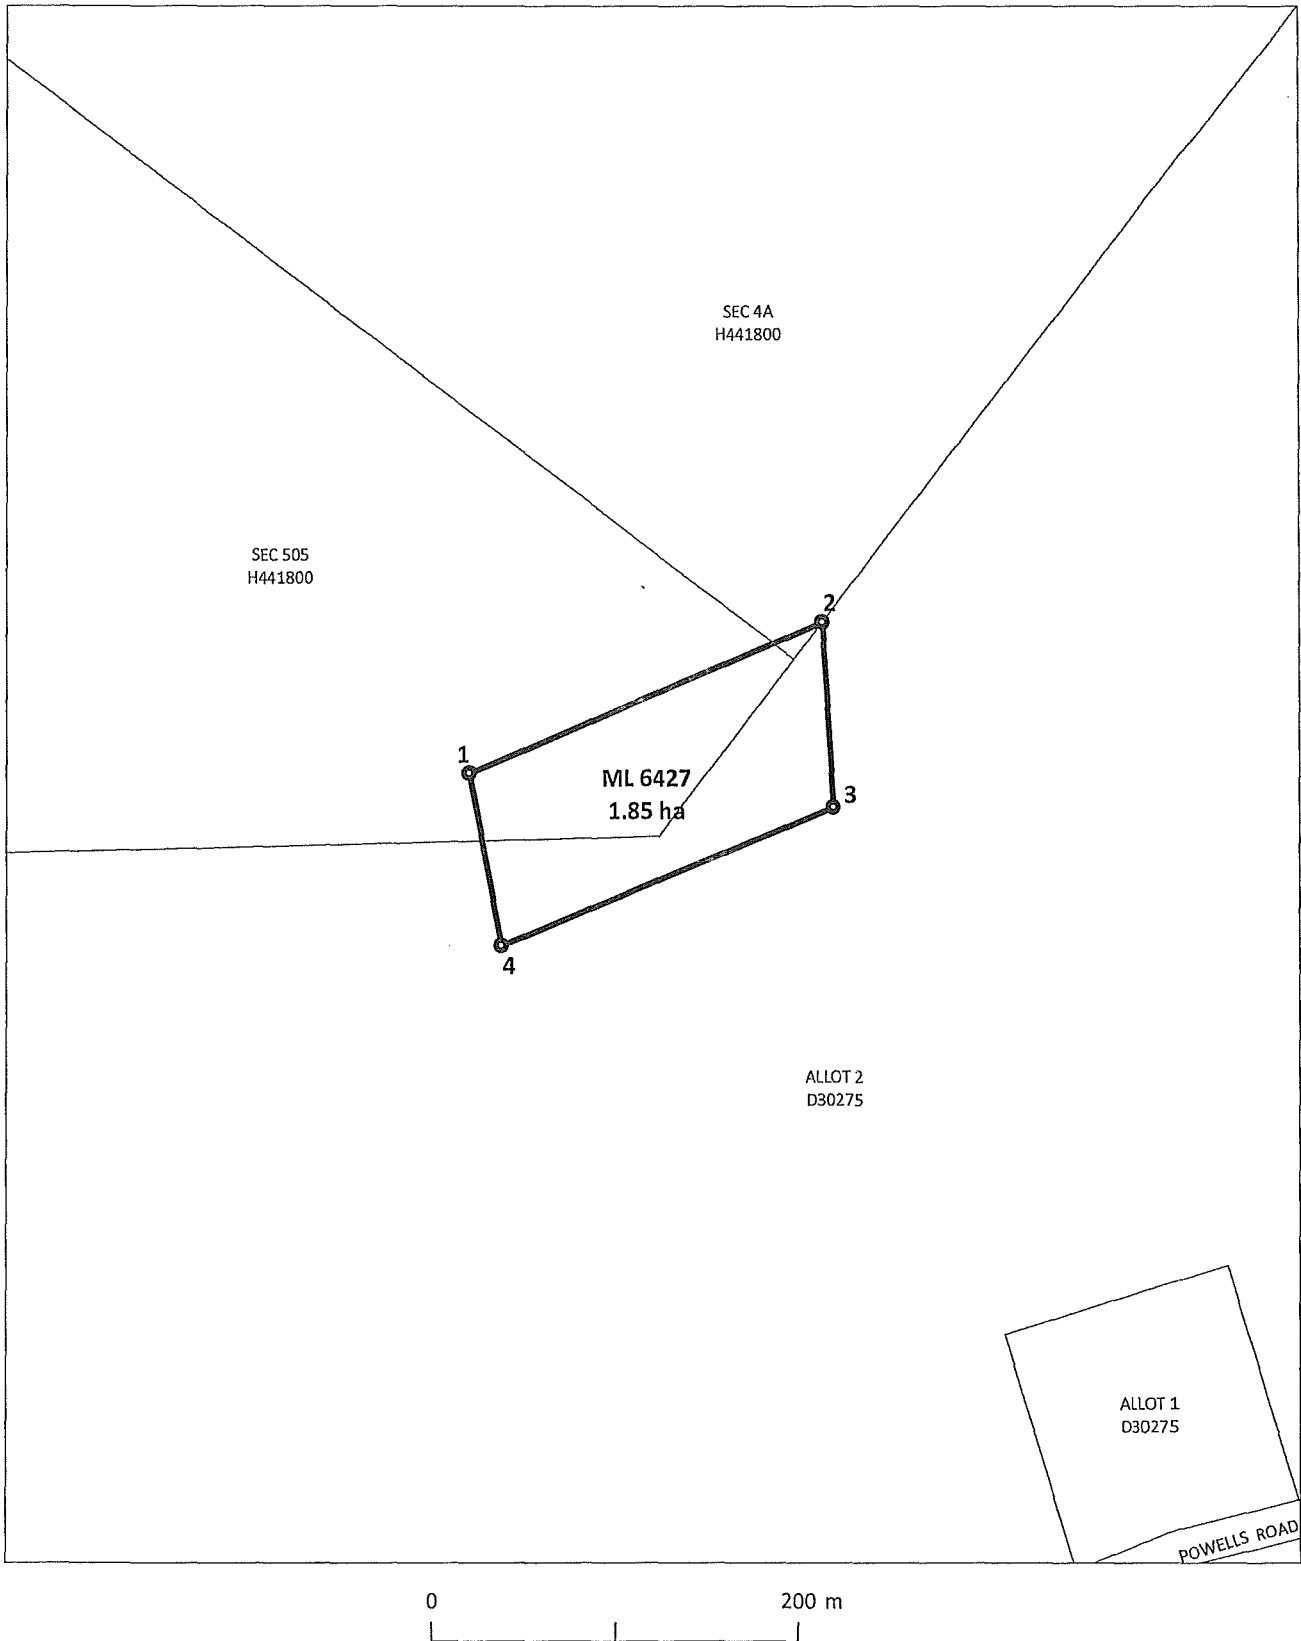 SEC 4A
H441800
SEC 505
H441800
2
1
ML 6427
1.85 ha
3
4
ALLOT 2
D30275
ALLOT 1
D30275
POWELLS ROAD
0 200 m